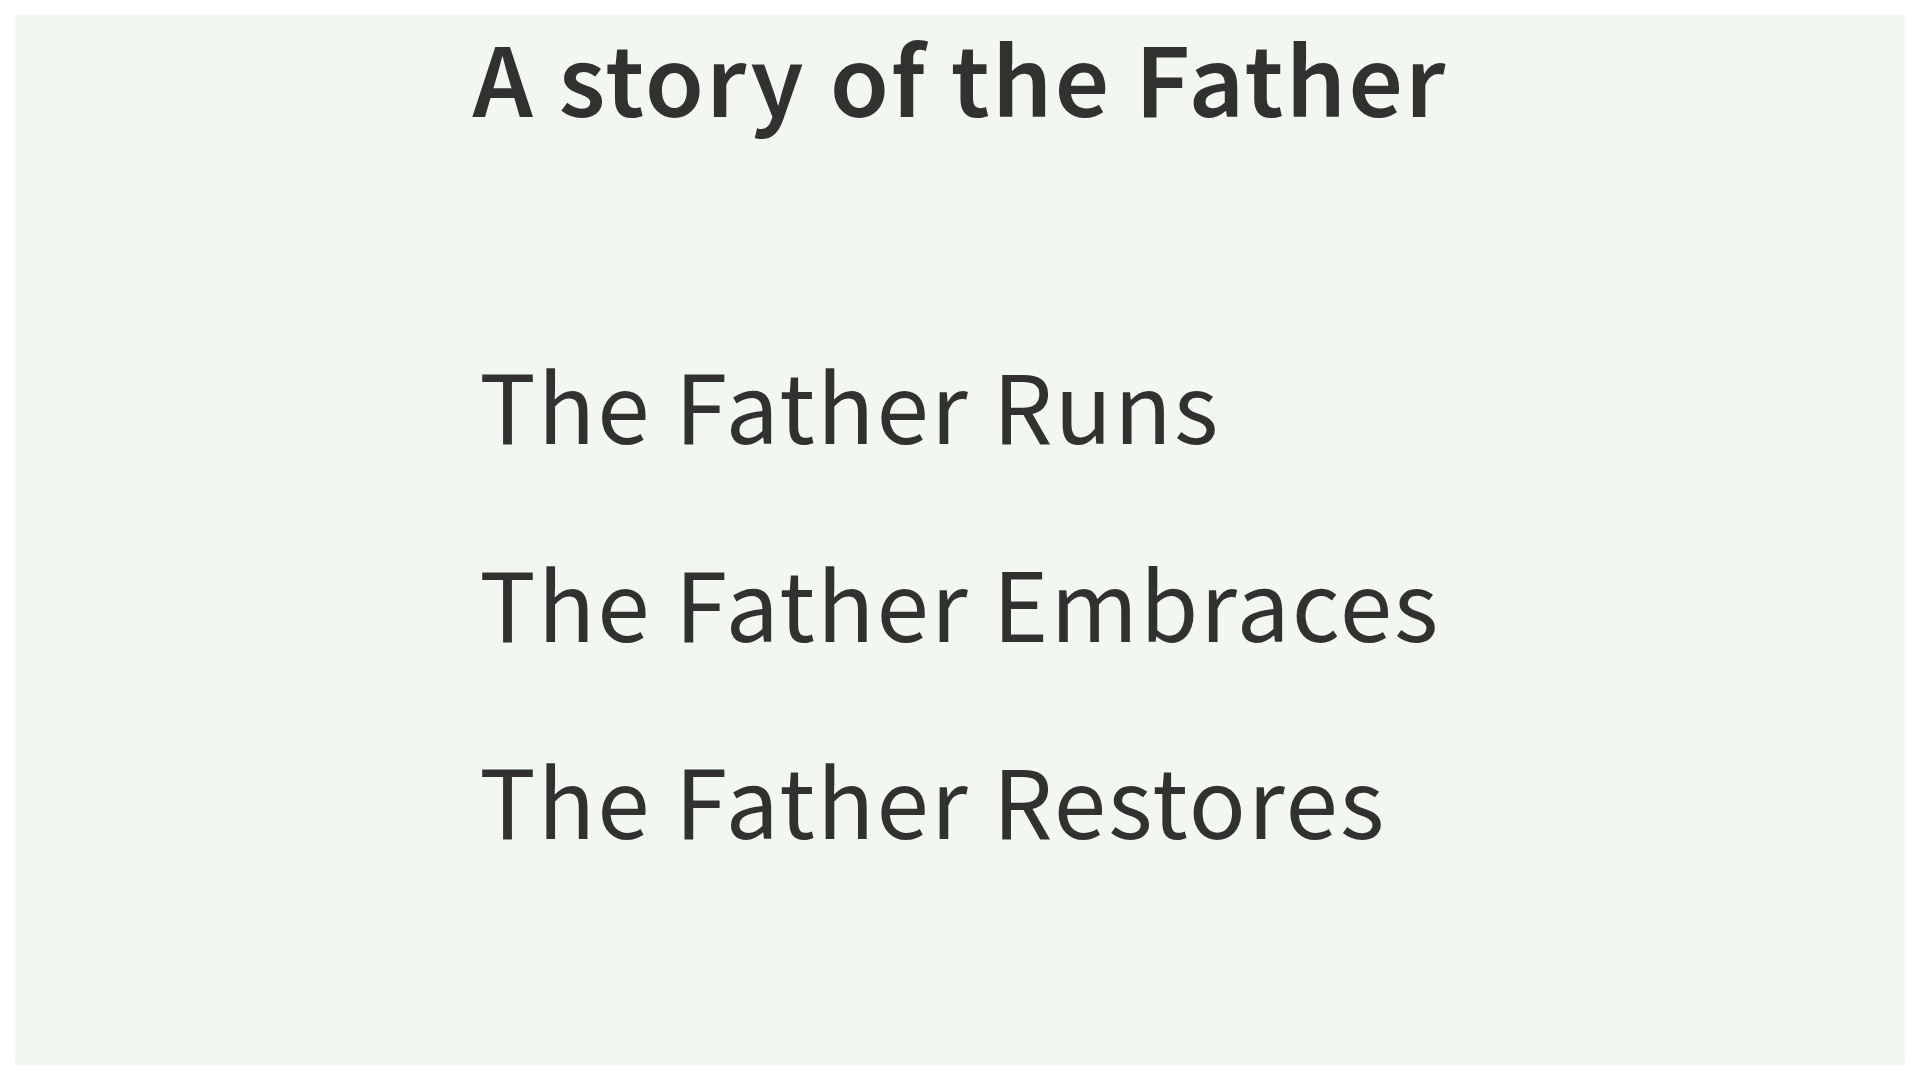 A story of the Father
The Father Runs
The Father Embraces
The Father Restores